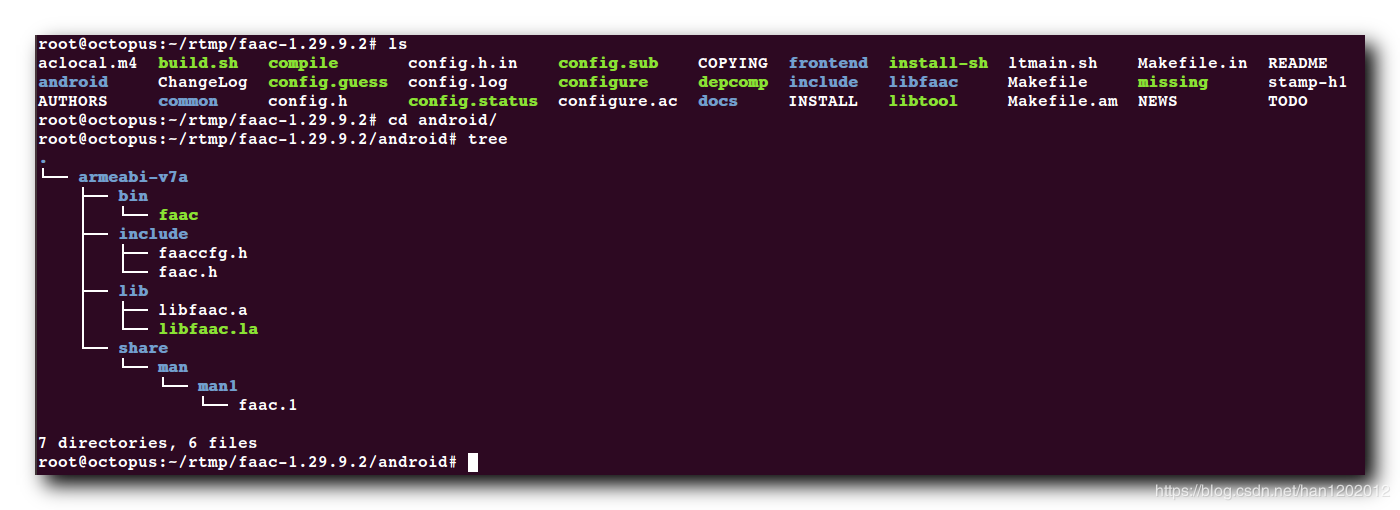 root@octopus:~/rtmp/faac-1.29.9.2# ls
aclocal.m4  build.sh   compile       config.h.in   config.sub    COPYING  frontend  install-sh  ltmain.sh    Makefile.in  README
android     ChangeLog  config.guess  config.log    configure     depcomp  include   libfaac     Makefile     missing      stamp-h1
AUTHORS     common     config.h      config.status  configure.ac  docs     INSTALL   libtool     Makefile.am  NEWS         TODO
root@octopus:~/rtmp/faac-1.29.9.2# cd android/
root@octopus:~/rtmp/faac-1.29.9.2/android# tree
.
└── armeabi-v7a
    ├── bin
    │   └── faac
    ├── include
    │   ├── faaccfg.h
    │   └── faac.h
    ├── lib
    │   ├── libfaac.a
    │   └── libfaac.la
    └── share
        └── man
            └── man1
                └── faac.1
7 directories, 6 files
root@octopus:~/rtmp/faac-1.29.9.2/android#
https://blog.csdn.net/han1202012